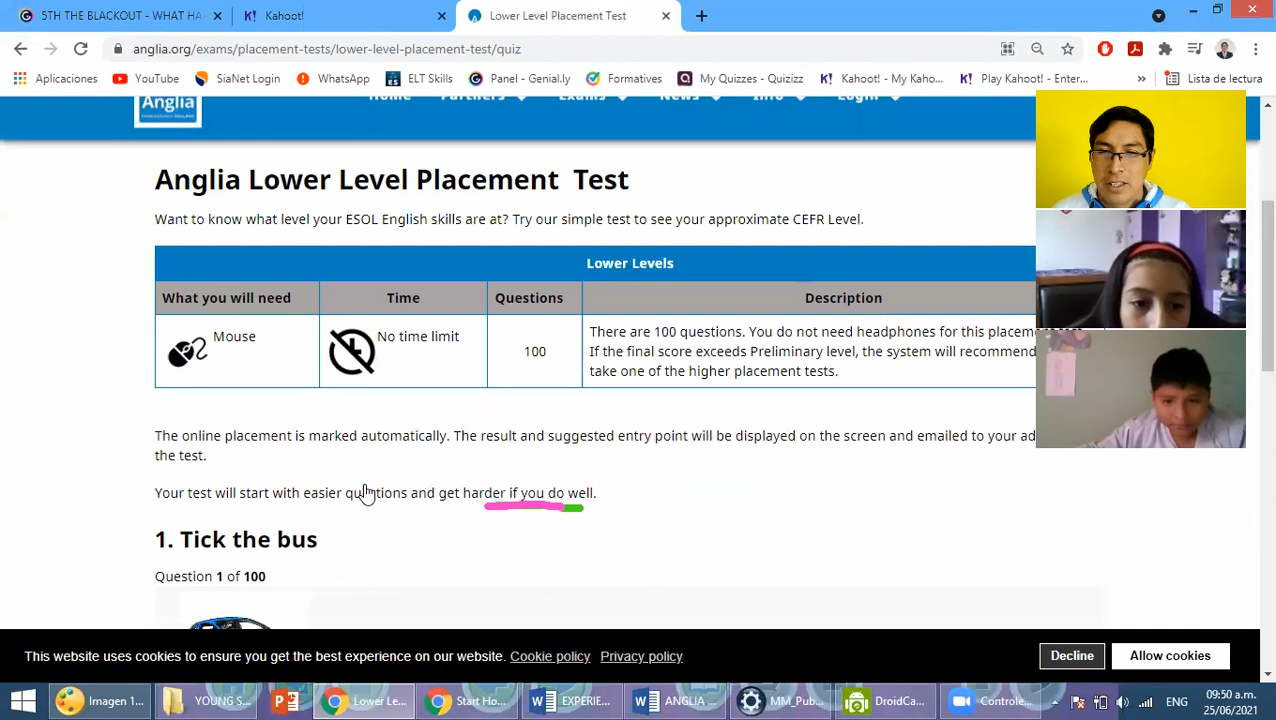 5TH THE BLACKOUT - WHAT HA
Kahoot!
Lower Level Placement Test
anglia.org/exams/placement-tests/lower-level-placement-test/quiz
Aplicaciones
YouTube
SiaNet Login
WhatsApp
ELT Skills
Panel - Genial.ly
Formatives
My Quizzes - Quizizz
Kahoot! - My Kaho...
Play Kahoot! - Enter...
»
Lista de lectura
Anglia
Home
Partners
Exams
News
Info
Login
Anglia Lower Level Placement Test
Want to know what level your ESOL English skills are at? Try our simple test to see your approximate CEFR Level.
Lower Levels
What you will need
Time
Questions
Description
Mouse
No time limit
100
There are 100 questions. You do not need headphones for this placem
If the final score exceeds Preliminary level, the system will recommend
take one of the higher placement tests.
The online placement is marked automatically. The result and suggested entry point will be displayed on the screen and emailed to your ad
the test.
Your test will start with easier questions and get harder if you do well.
1. Tick the bus
Question 1 of 100
This website uses cookies to ensure you get the best experience on our website. Cookie policy Privacy policy
Decline
Allow cookies
Imagen 1...
YOUNG S...
Lower Le...
Start Ho...
EXPERIE...
ANGLIA ...
MM_Pub...
DroidCa...
Controle...
ENG
09:50 a.m.
25/06/2021